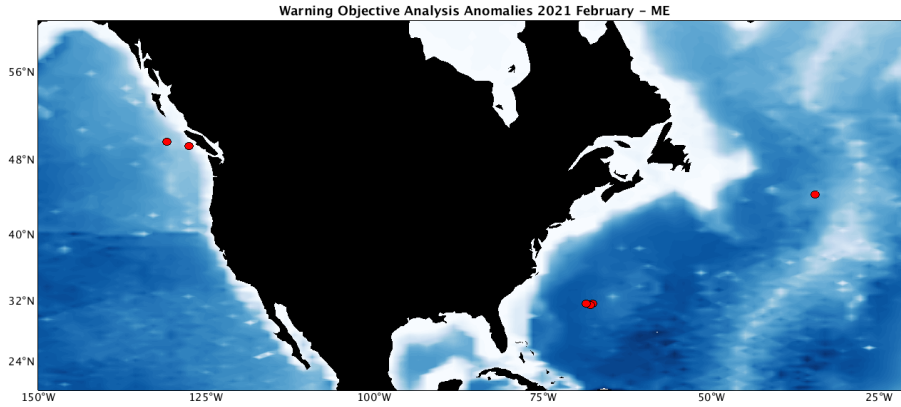 Warning Objective Analysis Anomalies 2021 February - ME
56°N
48°N
40°N
32°N
24°N
150°W 125°W 100°W 75°W 50°W 25°W